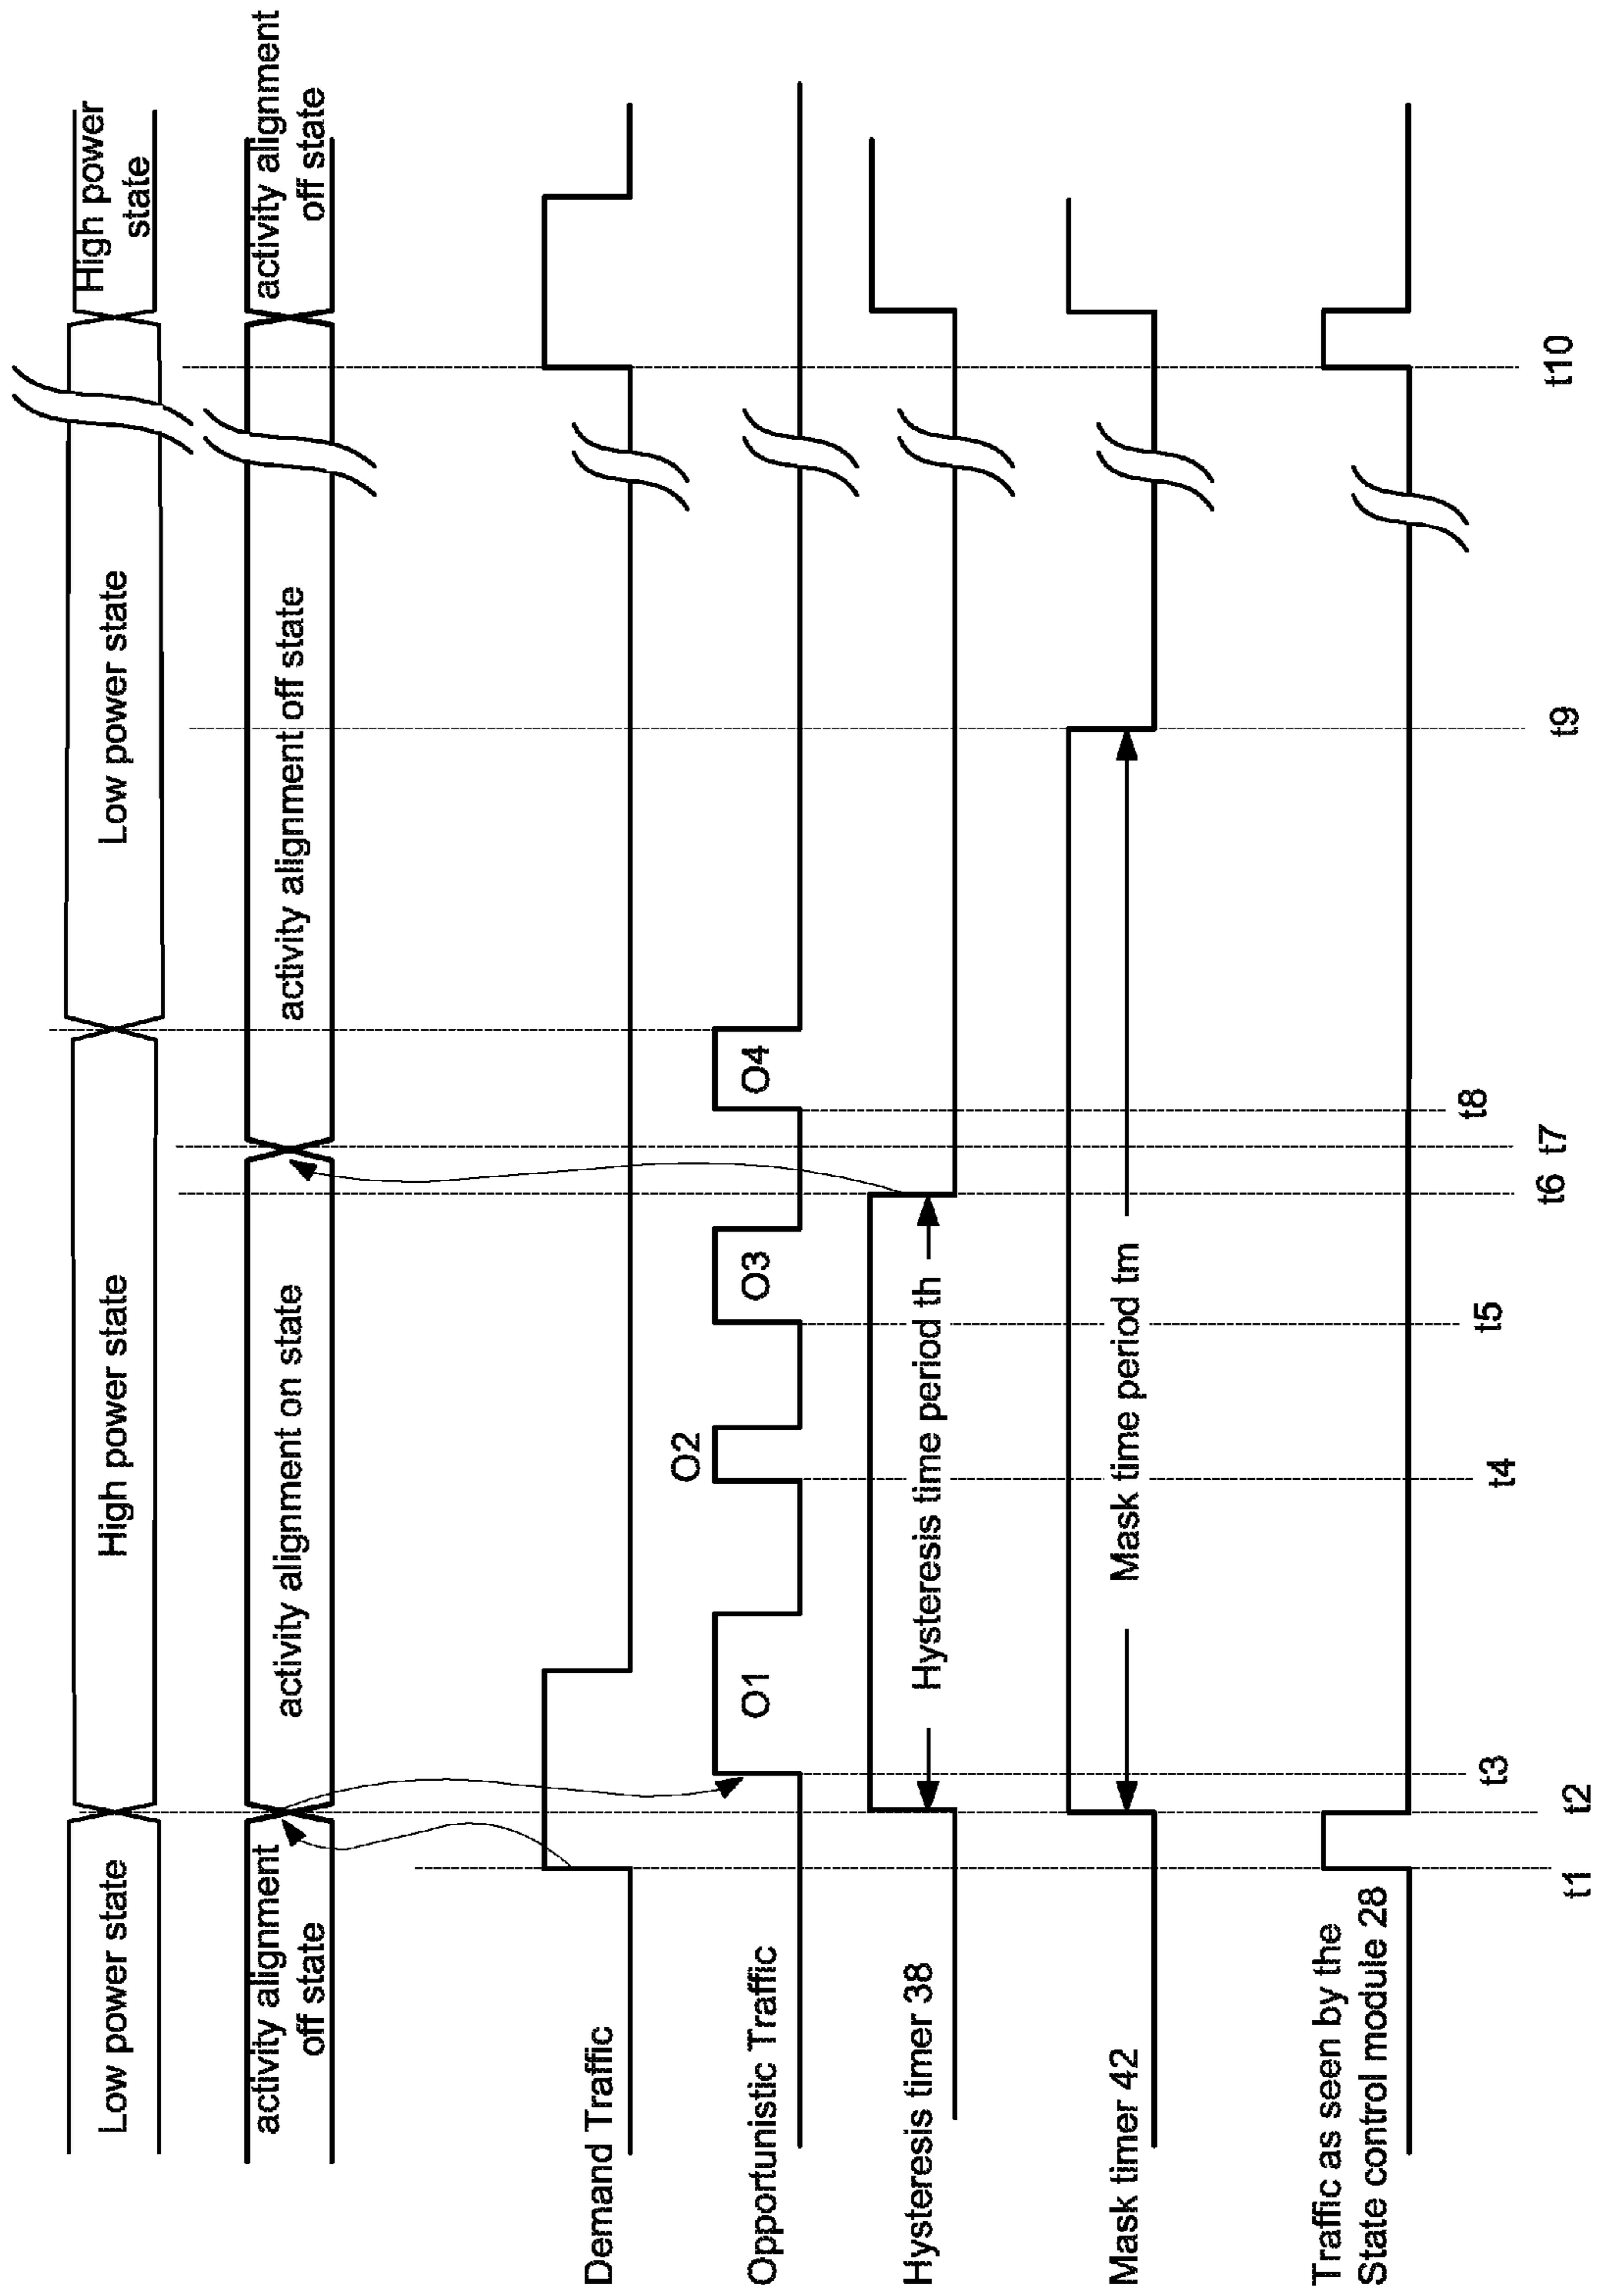 Low power state
High power state
Low power state
High power
state
activity alignment
off state
activity alignment on state
activity alignment off state
activity alignment
off state
Demand Traffic
Opportunistic Traffic
O1
O2
O3
O4
Hysteresis timer 38
Hysteresis time period th
Mask timer 42
Mask time period tm
Traffic as seen by the
State control module 28
t1
t2
t3
t4
t5
t6
t7
t8
t9
t10